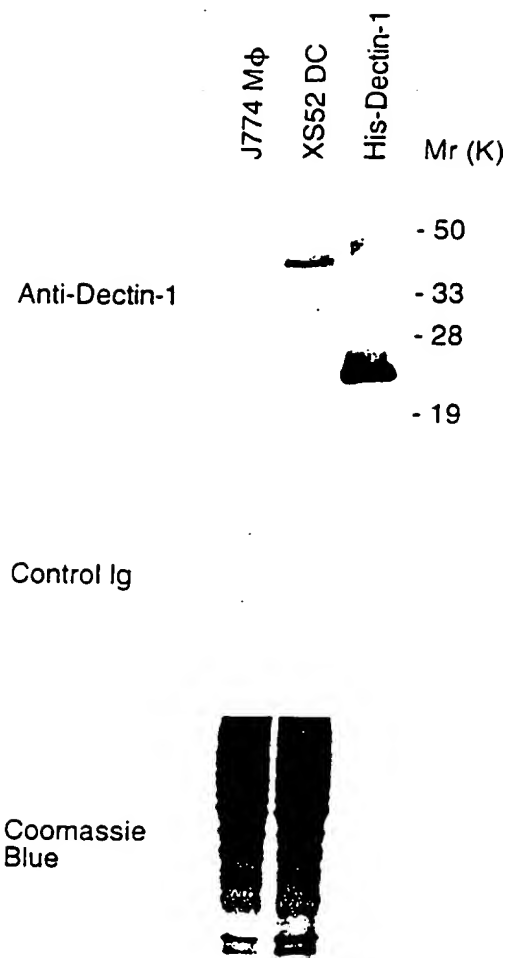 J774 Mϕ
XS52 DC
His-Dectin-1
Mr (K)
- 50
Anti-Dectin-1
- 33
- 28
- 19
Control Ig
Coomassie
Blue